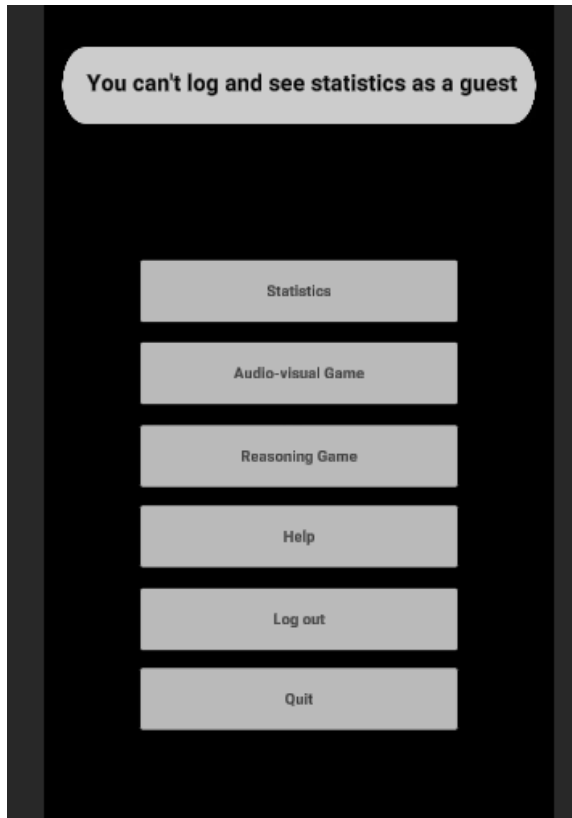 You can't log and see statistics as a guest
Statistics
Audio-visual Game
Reasoning Game
Help
Log out
Quit